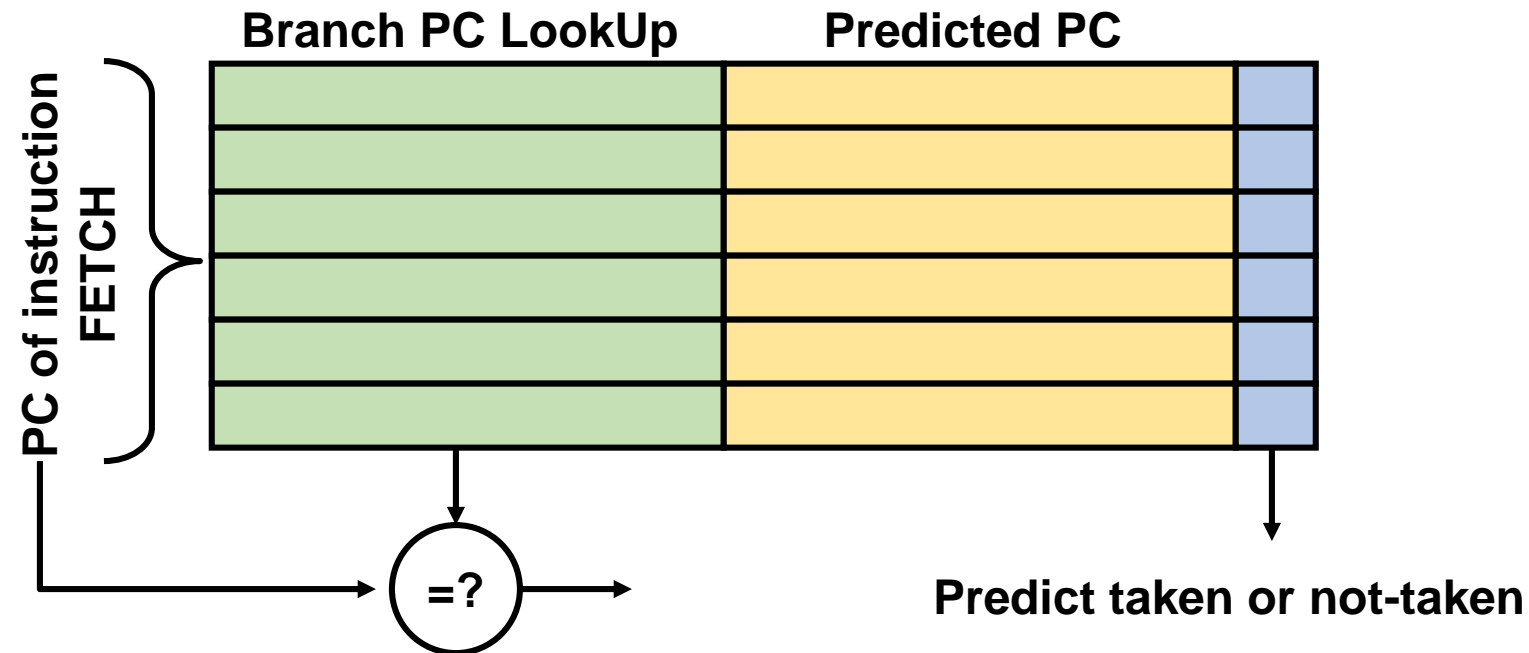 Branch PC LookUp
Predicted PC
PC of instruction
FETCH
=?
Predict taken or not-taken